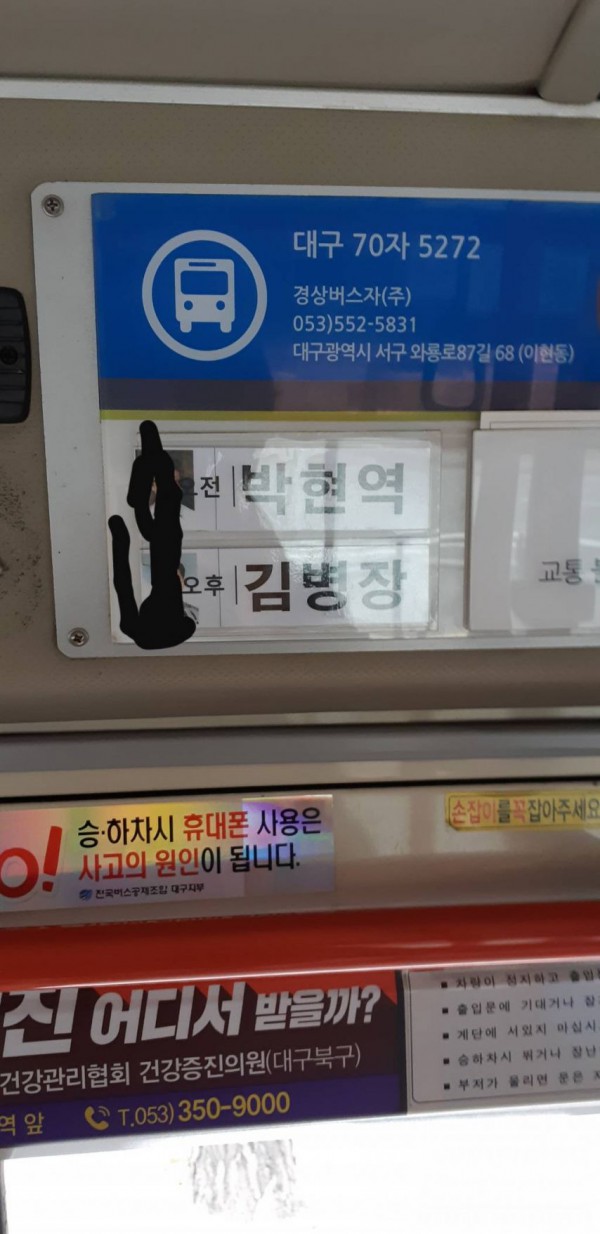 대구 70자 5272
경상버스자(주)
053)552-5831
대구광역시 서구 와룡로87길 68 (이현동)
오전 박현역
오후 김병장
교통
승·하차시 휴대폰 사용은
O! 사고의 원인이 됩니다.
전국버스공제조합 대구지부
손잡이를꼭잡아주세요
진 어디서 받을까?
건강관리협회 건강증진의원(대구북구)
역 앞 T.053) 350-9000
■ 차량이 정지하고 출입
■ 출입문에 기대거나
■ 계단에 서있지 마십시
■ 승하차시 뛰거나 장난
■ 부저가 울리면 문은